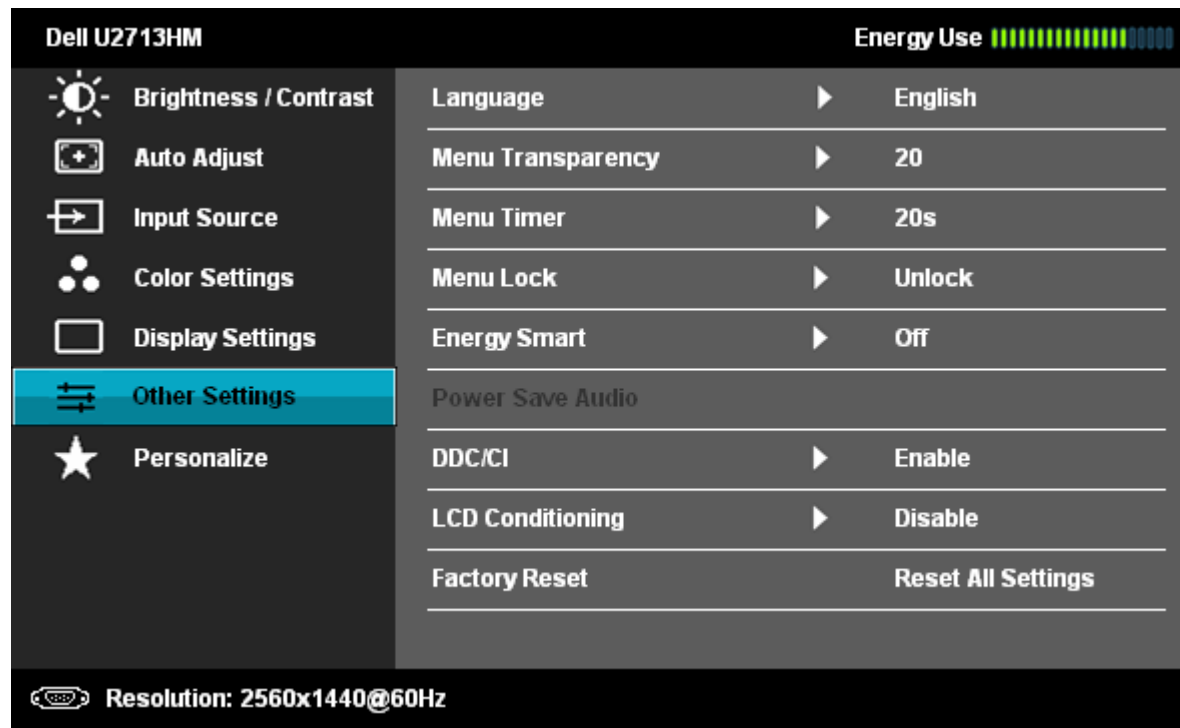 Dell U2713HM Energy Use
Brightness / Contrast Language English
Auto Adjust Menu Transparency 20
Input Source Menu Timer 20s
Color Settings Menu Lock Unlock
Display Settings Energy Smart Off
Other Settings Power Save Audio
Personalize DDC/CI Enable
LCD Conditioning Disable
Factory Reset Reset All Settings
Resolution: 2560x1440@60Hz